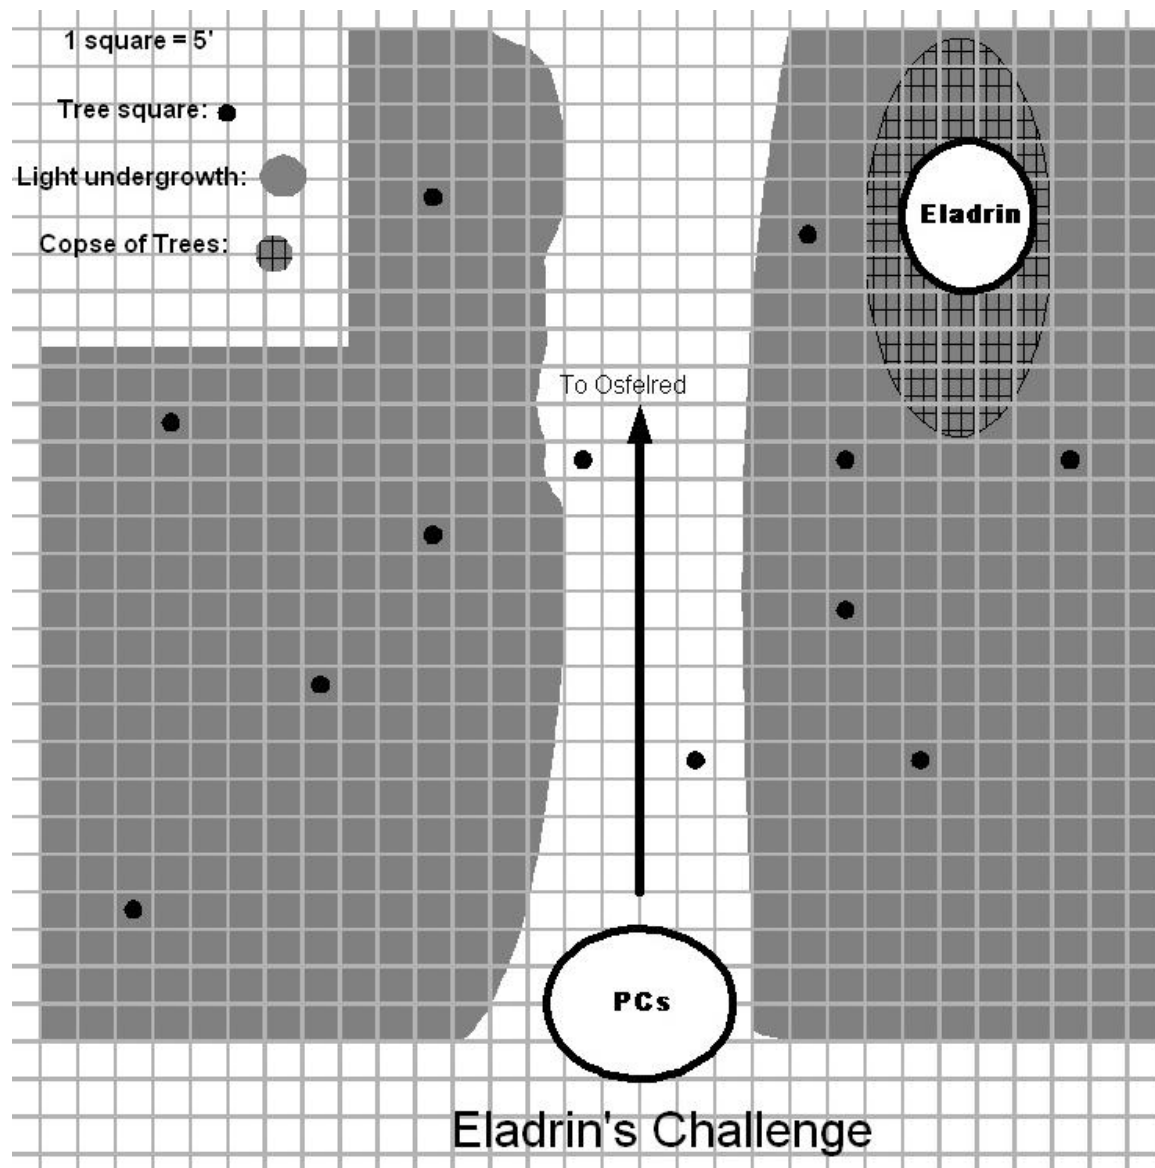 1 square = 5'
Tree square:
Light undergrowth:
Copse of Trees:
Eladrin
To Osfelred
PCs
Eladrin's Challenge